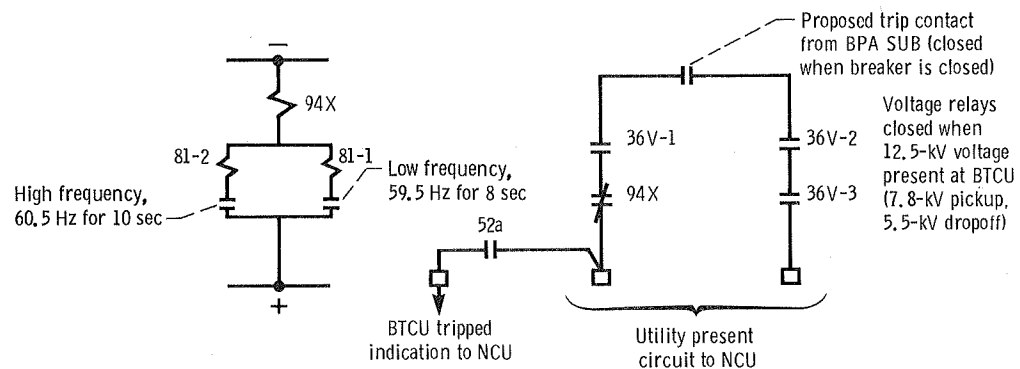 Proposed trip contact
from BPA SUB (closed
when breaker is closed)
−
94X
36V-1
36V-2
Voltage relays
closed when
12.5-kV voltage
present at BTCU
(7.8-kV pickup,
5.5-kV dropoff)
81-2
81-1
Low frequency,
59.5 Hz for 8 sec
High frequency,
60.5 Hz for 10 sec
94X
36V-3
52a
+
BTCU tripped
indication to NCU
Utility present
circuit to NCU